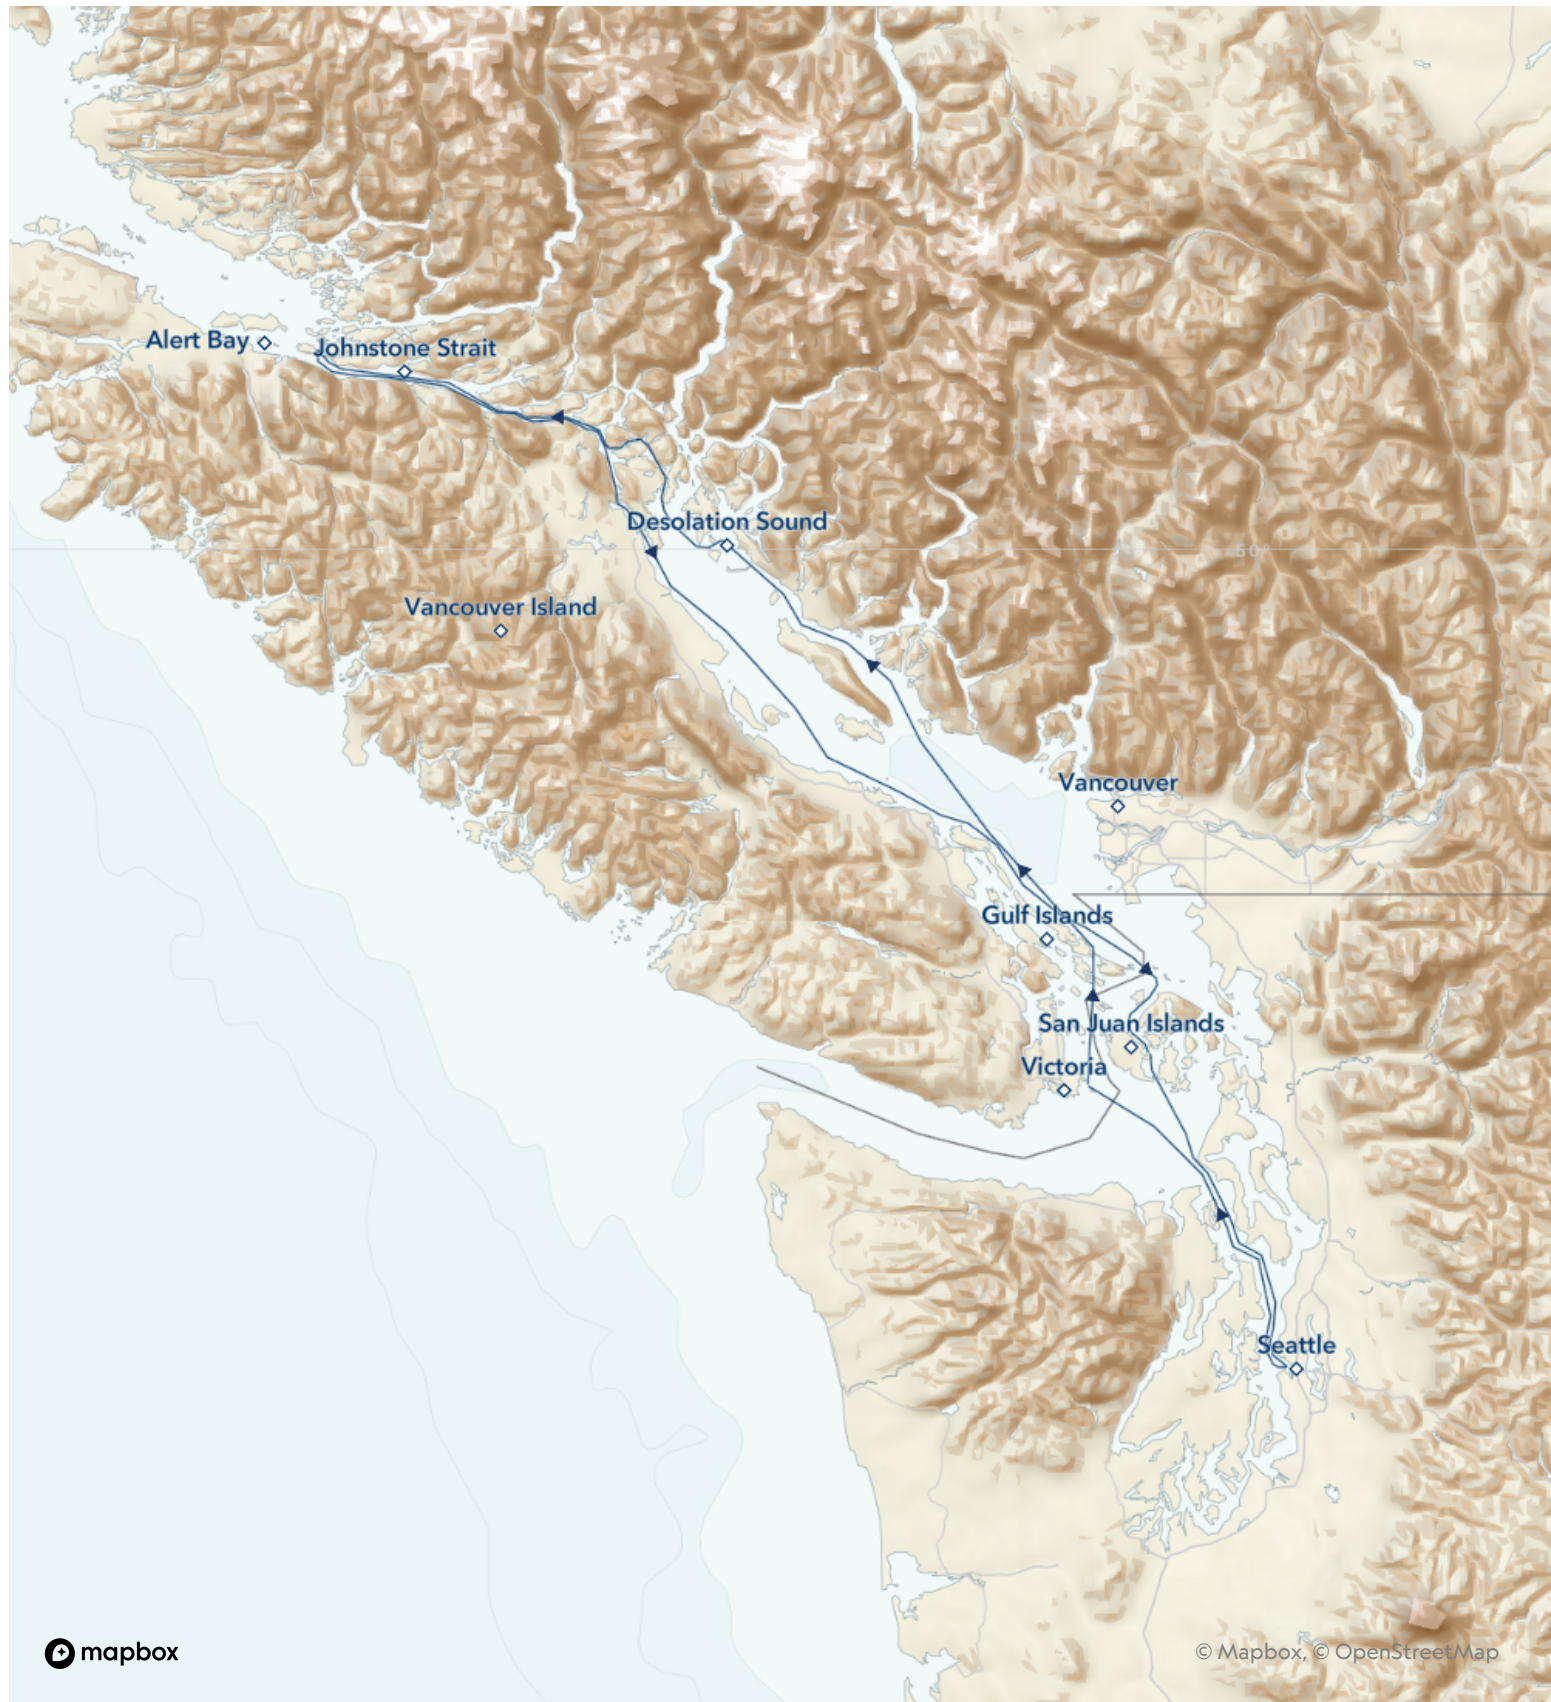 Alert Bay
Johnstone Strait
Desolation Sound
50°
Vancouver Island
Vancouver
Gulf Islands
San Juan Islands
Victoria
Seattle
mapbox
© Mapbox, © OpenStreetMap